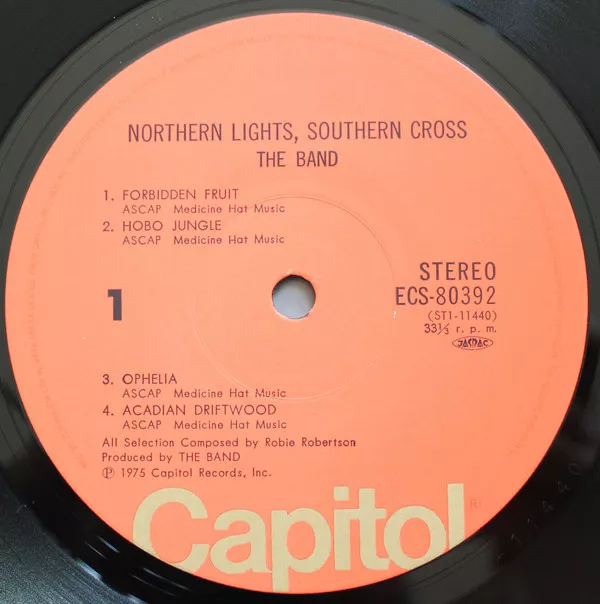 NORTHERN LIGHTS, SOUTHERN CROSS
THE BAND
1. FORBIDDEN FRUIT
ASCAP Medicine Hat Music
2. HOBO JUNGLE
ASCAP Medicine Hat Music
1
STEREO
ECS-80392
(ST1-11440)
33⅓ r. p. m.
JASRAC
3. OPHELIA
ASCAP Medicine Hat Music
4. ACADIAN DRIFTWOOD
ASCAP Medicine Hat Music
All Selection Composed by Robie Robertson
Produced by THE BAND
℗ 1975 Capitol Records, Inc.
Capitol®